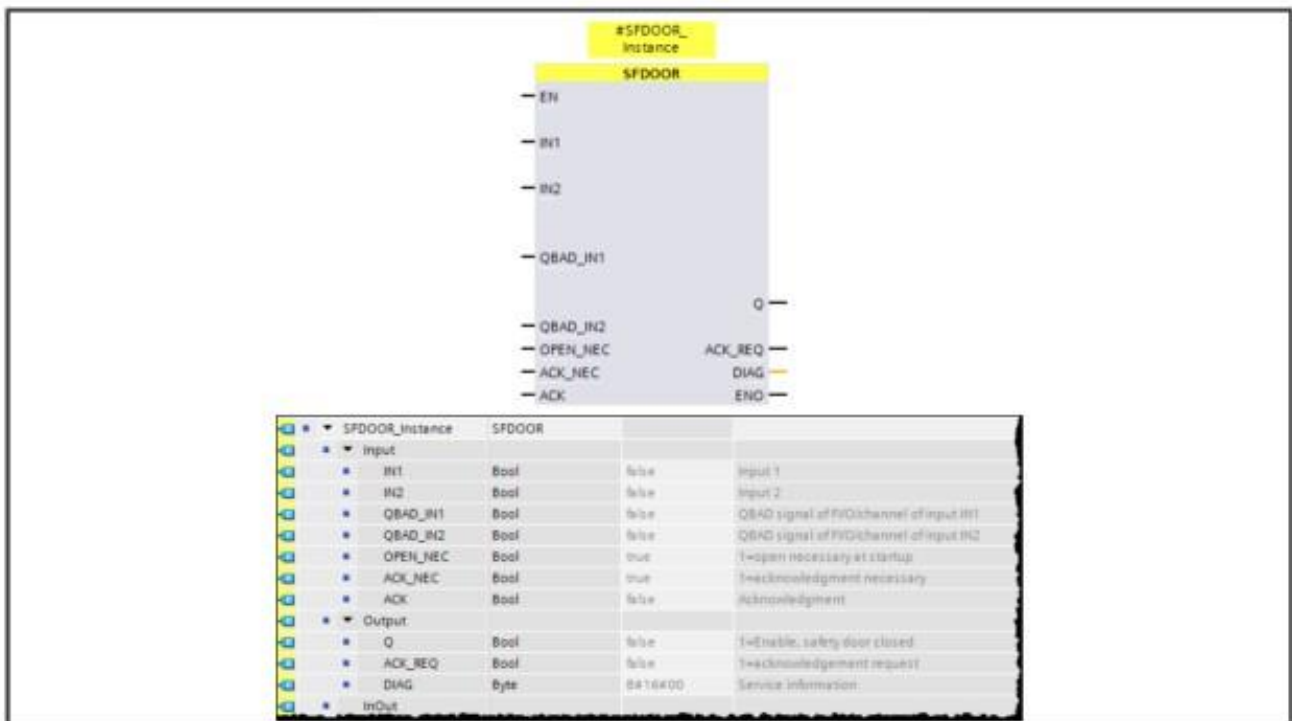 #SFDOOR_
Instance
SFDOOR
EN
IN1
IN2
QBAD_IN1
Q
QBAD_IN2
OPEN_NEC ACK_REQ
ACK_NEC DIAG
ACK ENO
SFDOOR_Instance SFDOOR
Input
IN1 Bool false Input 1
IN2 Bool false Input 2
QBAD_IN1 Bool false QBAD signal of F-I/O/channel of input IN1
QBAD_IN2 Bool false QBAD signal of F-I/O/channel of input IN2
OPEN_NEC Bool true 1=open necessary at startup
ACK_NEC Bool true 1=acknowledgment necessary
ACK Bool false Acknowledgment
Output
Q Bool false 1=Enable, safety door closed
ACK_REQ Bool false 1=acknowledgement request
DIAG Byte B#16#00 Service information
InOut